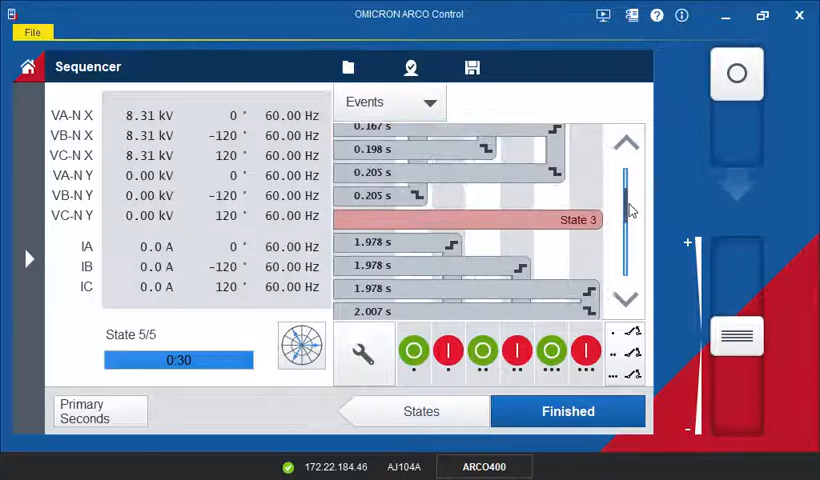 OMICRON ARCO Control
File
Sequencer
Events
VA-N X 8.31 kV 0 ° 60.00 Hz
VB-N X 8.31 kV -120 ° 60.00 Hz
VC-N X 8.31 kV 120 ° 60.00 Hz
VA-N Y 0.00 kV 0 ° 60.00 Hz
VB-N Y 0.00 kV -120 ° 60.00 Hz
VC-N Y 0.00 kV 120 ° 60.00 Hz
IA 0.0 A 0 ° 60.00 Hz
IB 0.0 A -120 ° 60.00 Hz
IC 0.0 A 120 ° 60.00 Hz
0.167 s
0.198 s
0.205 s
0.205 s
State 3
1.978 s
1.978 s
1.978 s
2.007 s
+
-
State 5/5
0:30
Primary
Seconds
States
Finished
172.22.184.46 AJ104A ARCO400